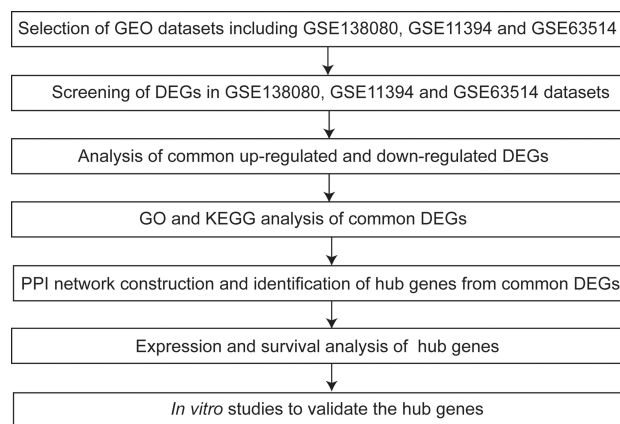 Selection of GEO datasets including GSE138080, GSE11394 and GSE63514
Screening of DEGs in GSE138080, GSE11394 and GSE63514 datasets
Analysis of common up-regulated and down-regulated DEGs
GO and KEGG analysis of common DEGs
PPI network construction and identification of hub genes from common DEGs
Expression and survival analysis of hub genes
In vitro studies to validate the hub genes